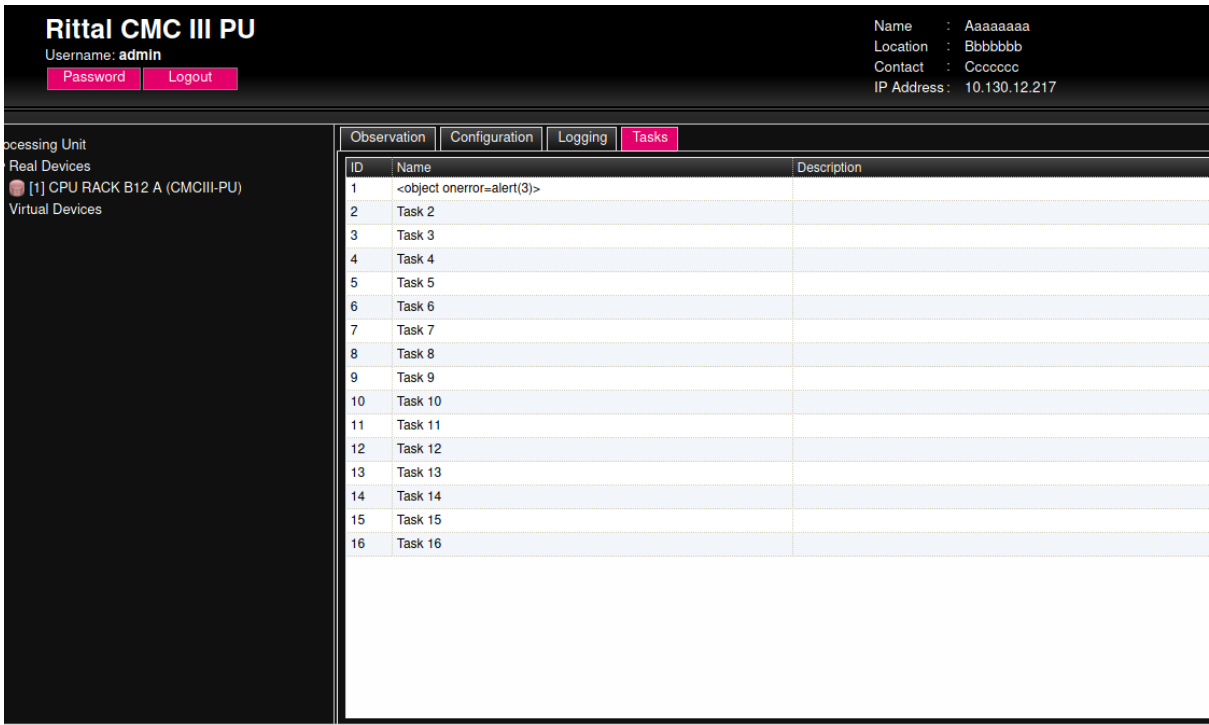 Rittal CMC III PU
Username: admin
Password Logout
Name : Aaaaaaaa
Location : Bbbbbbb
Contact : Ccccccc
IP Address : 10.130.12.217
ocessing Unit
Real Devices
[1] CPU RACK B12 A (CMCIII-PU)
Virtual Devices
Observation Configuration Logging Tasks
ID Name Description
1 <object onerror=alert(3)>
2 Task 2
3 Task 3
4 Task 4
5 Task 5
6 Task 6
7 Task 7
8 Task 8
9 Task 9
10 Task 10
11 Task 11
12 Task 12
13 Task 13
14 Task 14
15 Task 15
16 Task 16